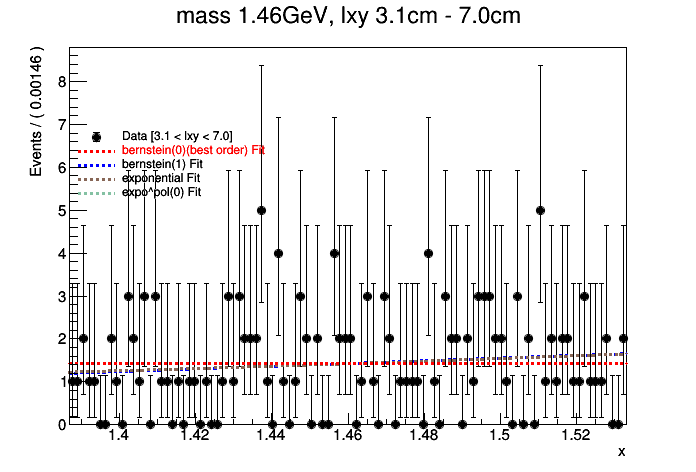 mass 1.46GeV, lxy 3.1cm - 7.0cm
Events / ( 0.00146 )
8
7
6
5
4
3
2
1
0
Data [3.1 < lxy < 7.0]
bernstein(0)(best order) Fit
bernstein(1) Fit
exponential Fit
expo^pol(0) Fit
1.4 1.42 1.44 1.46 1.48 1.5 1.52
x